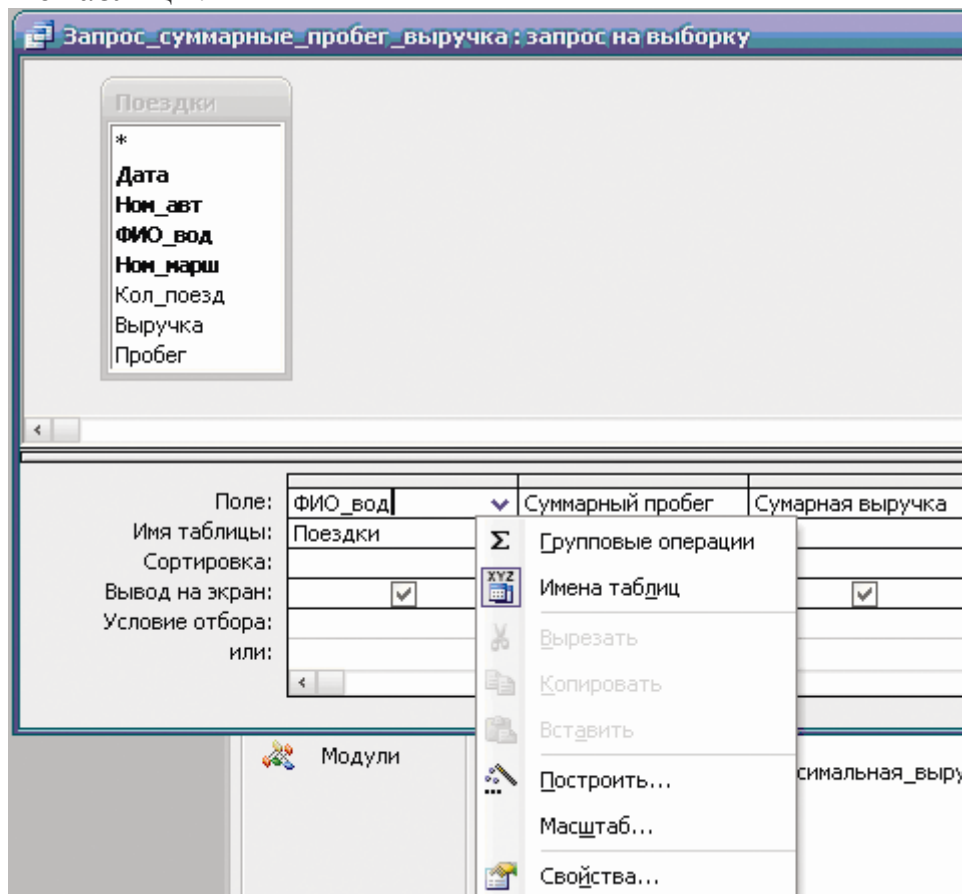 Запрос_суммарные_пробег_выручка : запрос на выборку
Поездки
*
Дата
Ном_авт
ФИО_вод
Ном_марш
Кол_поезд
Выручка
Пробег
Поле: ФИО_вод Суммарный пробег Сумарная выручка
Имя таблицы: Поездки
Сортировка:
Вывод на экран:
Условие отбора:
или:
Σ Групповые операции
XYZ Имена таблиц
Вырезать
Копировать
Вставить
Построить...
Масштаб...
Свойства...
Модули
симальная_выру